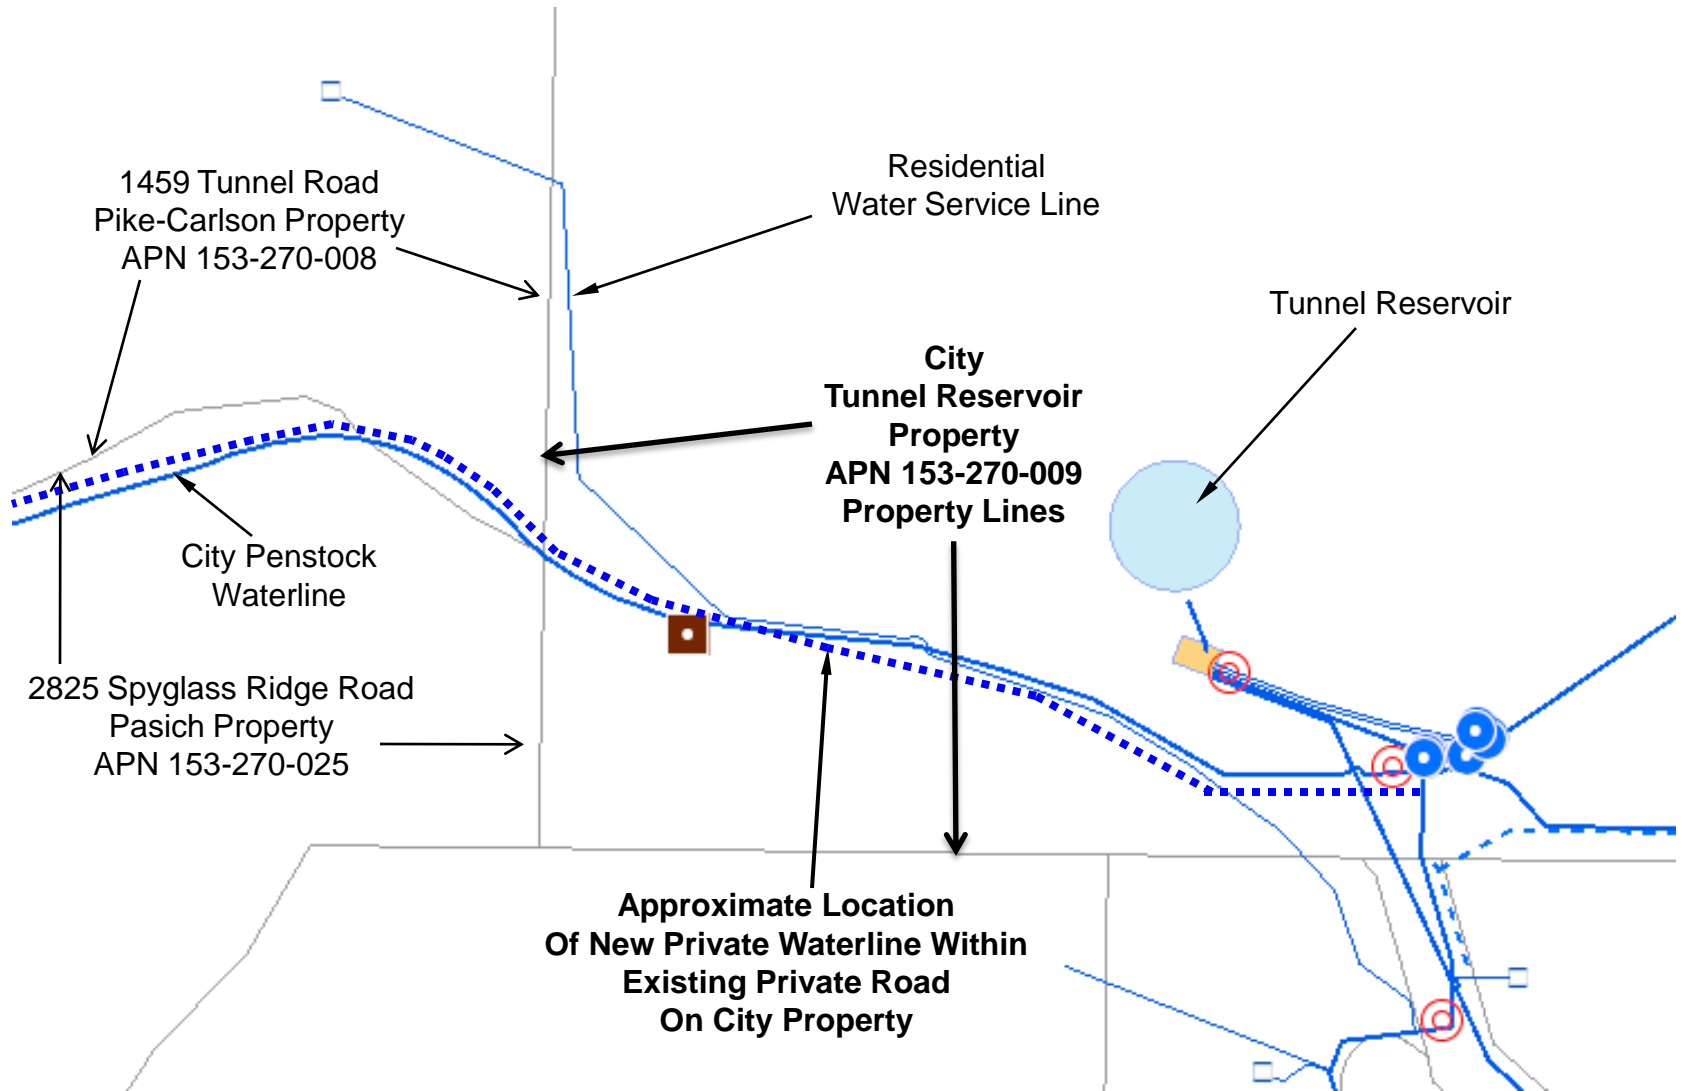 1459 Tunnel Road
Pike-Carlson Property
APN 153-270-008
Residential
Water Service Line
Tunnel Reservoir
City
Tunnel Reservoir
Property
APN 153-270-009
Property Lines
City Penstock
Waterline
2825 Spyglass Ridge Road
Pasich Property
APN 153-270-025
Approximate Location
Of New Private Waterline Within
Existing Private Road
On City Property